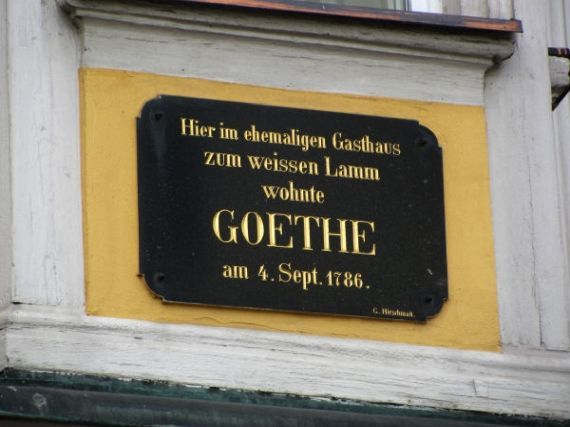 Hier im ehemaligen Gasthaus
zum weissen Lamm
wohnte
GOETHE
am 4. Sept. 1786.
G.